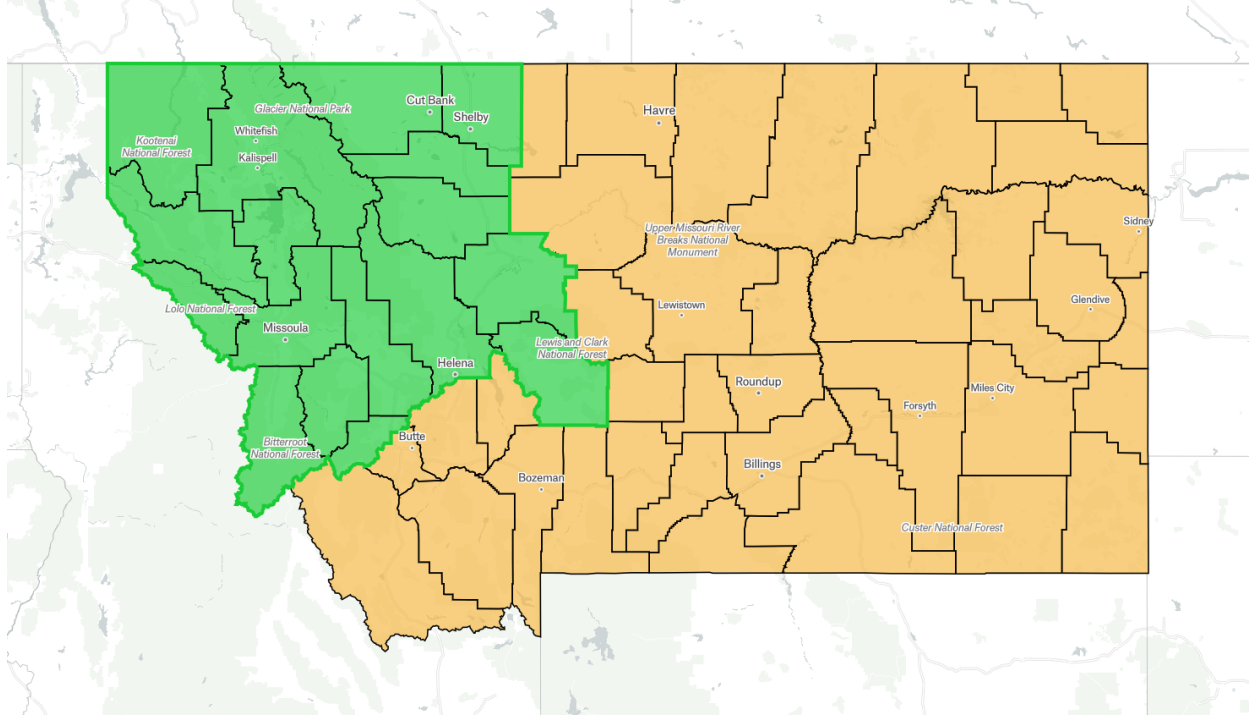 Cut Bank
Glacier National Park
Havre
Shelby
Whitefish
Kootenai
National Forest
Kalispell
Sidney
Upper Missouri River
Breaks National
Monument
Glendive
Lewistown
Lolo National Forest
Missoula
Lewis and Clark
National Forest
Helena
Roundup
Miles City
Forsyth
Butte
Bitterroot
National Forest
Billings
Bozeman
Custer National Forest